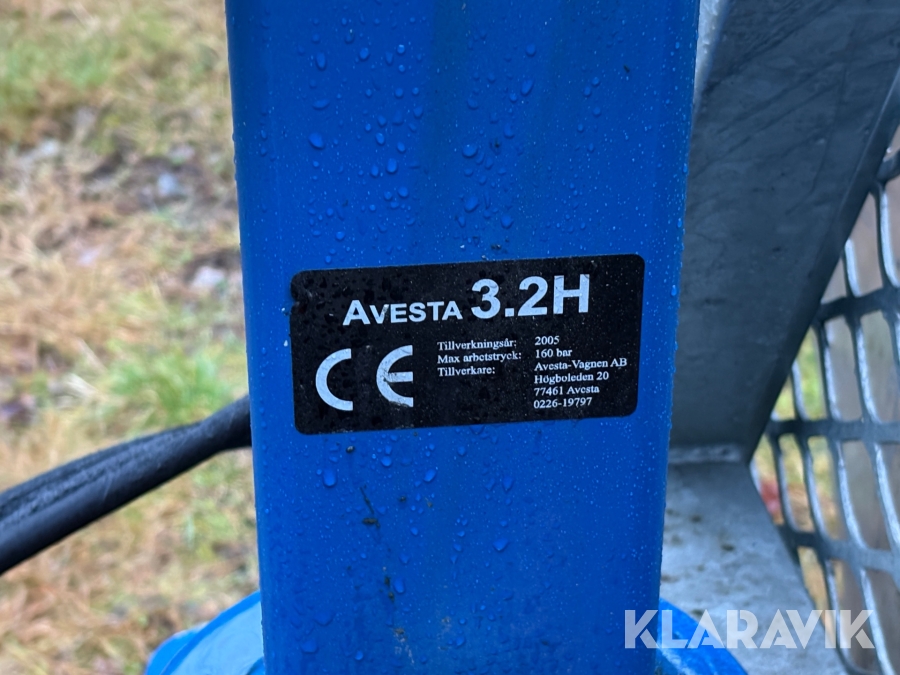 AVESTA 3.2H
CE
Tillverkningsår: 2005
Max arbetstryck: 160 bar
Tillverkare: Avesta-Vagnen AB
Högboleden 20
77461 Avesta
0226-19797
KLARAVIK